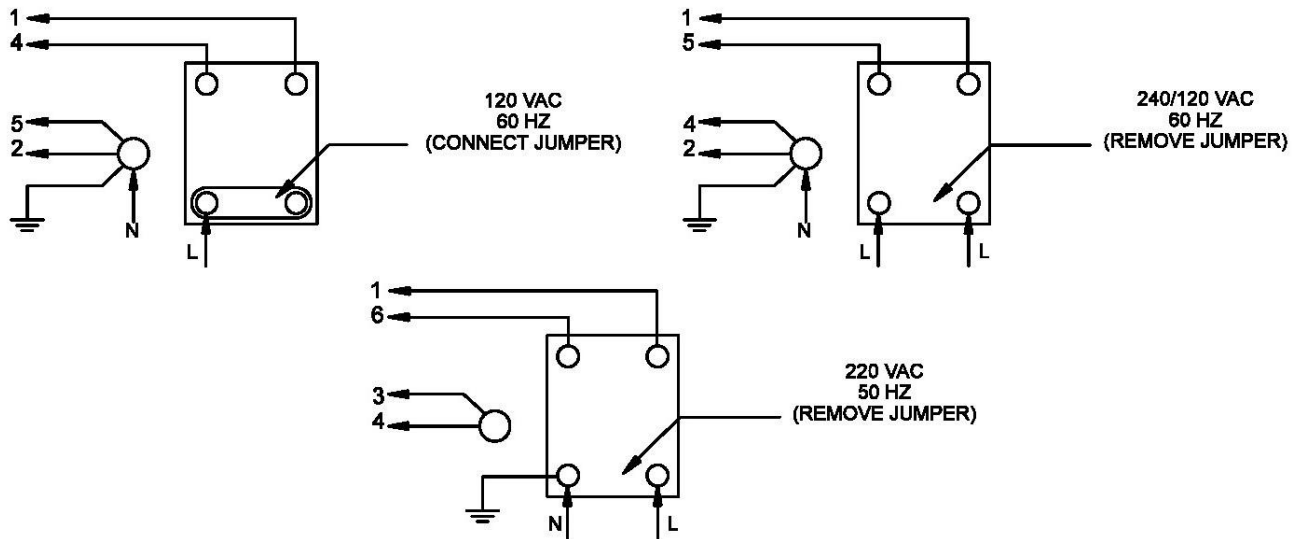 1
4
5
2
N
L
120 VAC
60 HZ
(CONNECT JUMPER)
1
5
4
2
N
L
L
240/120 VAC
60 HZ
(REMOVE JUMPER)
1
6
3
4
N
L
220 VAC
50 HZ
(REMOVE JUMPER)